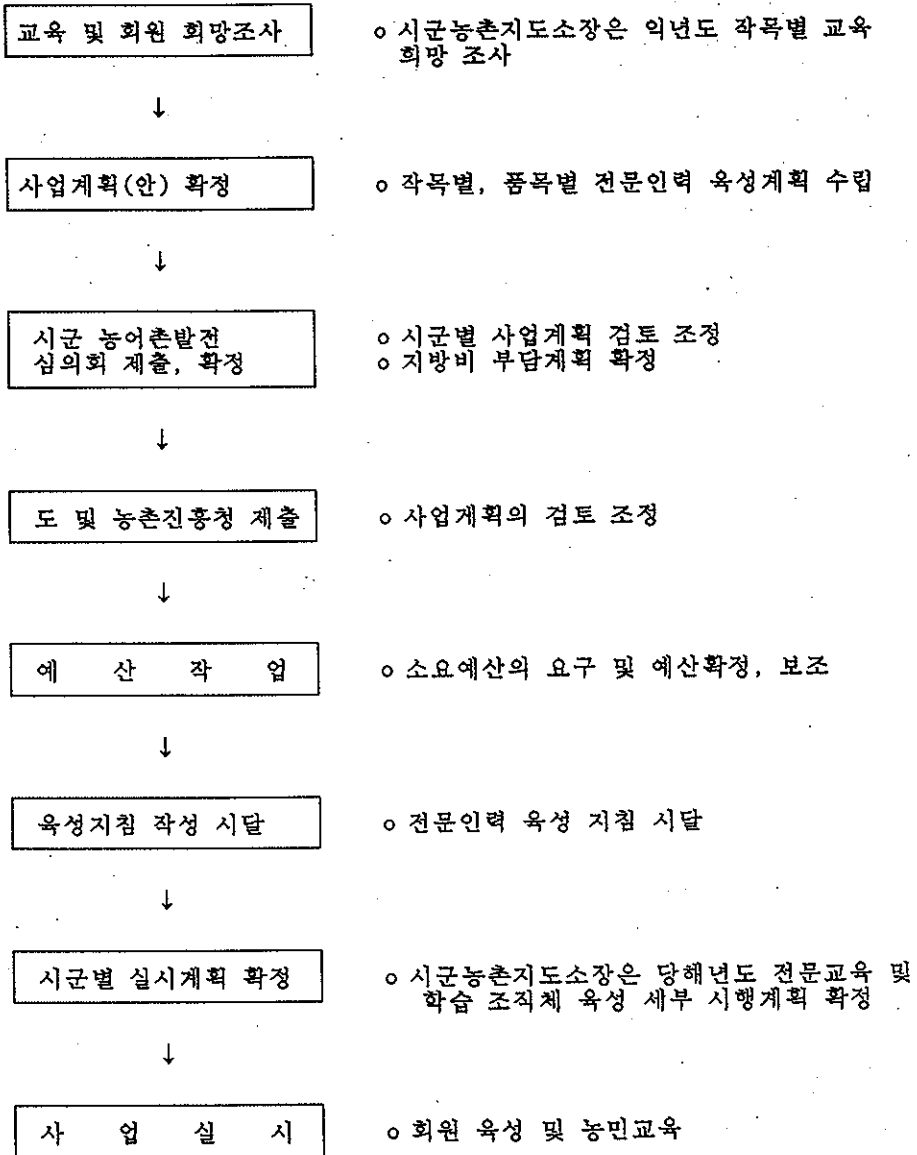 교육 및 회원 희망조사
o 시군농촌지도소장은 익년도 작목별 교육
희망 조사
↓
사업계획(안) 확정
o 작목별, 품목별 전문인력 육성계획 수립
↓
시군 농어촌발전
심의회 제출, 확정
o 시군별 사업계획 검토 조정
o 지방비 부담계획 확정
↓
도 및 농촌진흥청 제출
o 사업계획의 검토 조정
↓
예 산 작 업
o 소요예산의 요구 및 예산확정, 보조
↓
육성지침 작성 시달
o 전문인력 육성 지침 시달
↓
시군별 실시계획 확정
o 시군농촌지도소장은 당해년도 전문교육 및
학습 조직체 육성 세부 시행계획 확정
↓
사 업 실 시
o 회원 육성 및 농민교육